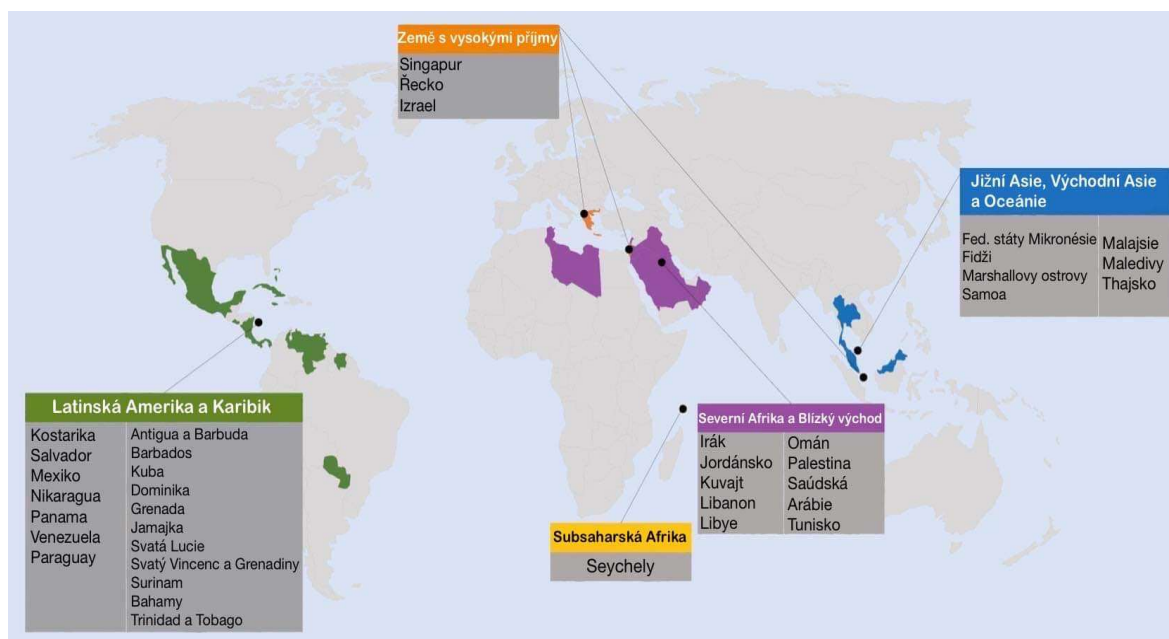 Země s vysokými příjmy
Singapur
Řecko
Izrael
Jižní Asie, Východní Asie
a Oceánie
Fed. státy Mikronésie
Fidži
Marshallovy ostrovy
Samoa
Malajsie
Maledivy
Thajsko
Latinská Amerika a Karibik
Kostarika
Salvador
Mexiko
Nikaragua
Panama
Venezuela
Paraguay
Antigua a Barbuda
Barbados
Kuba
Dominika
Grenada
Jamajka
Svatá Lucie
Svatý Vincenc a Grenadiny
Surinam
Bahamy
Trinidad a Tobago
Subsaharská Afrika
Seychely
Severní Afrika a Blízký východ
Irák
Jordánsko
Kuvajt
Libanon
Libye
Omán
Palestina
Saúdská
Arábie
Tunisko